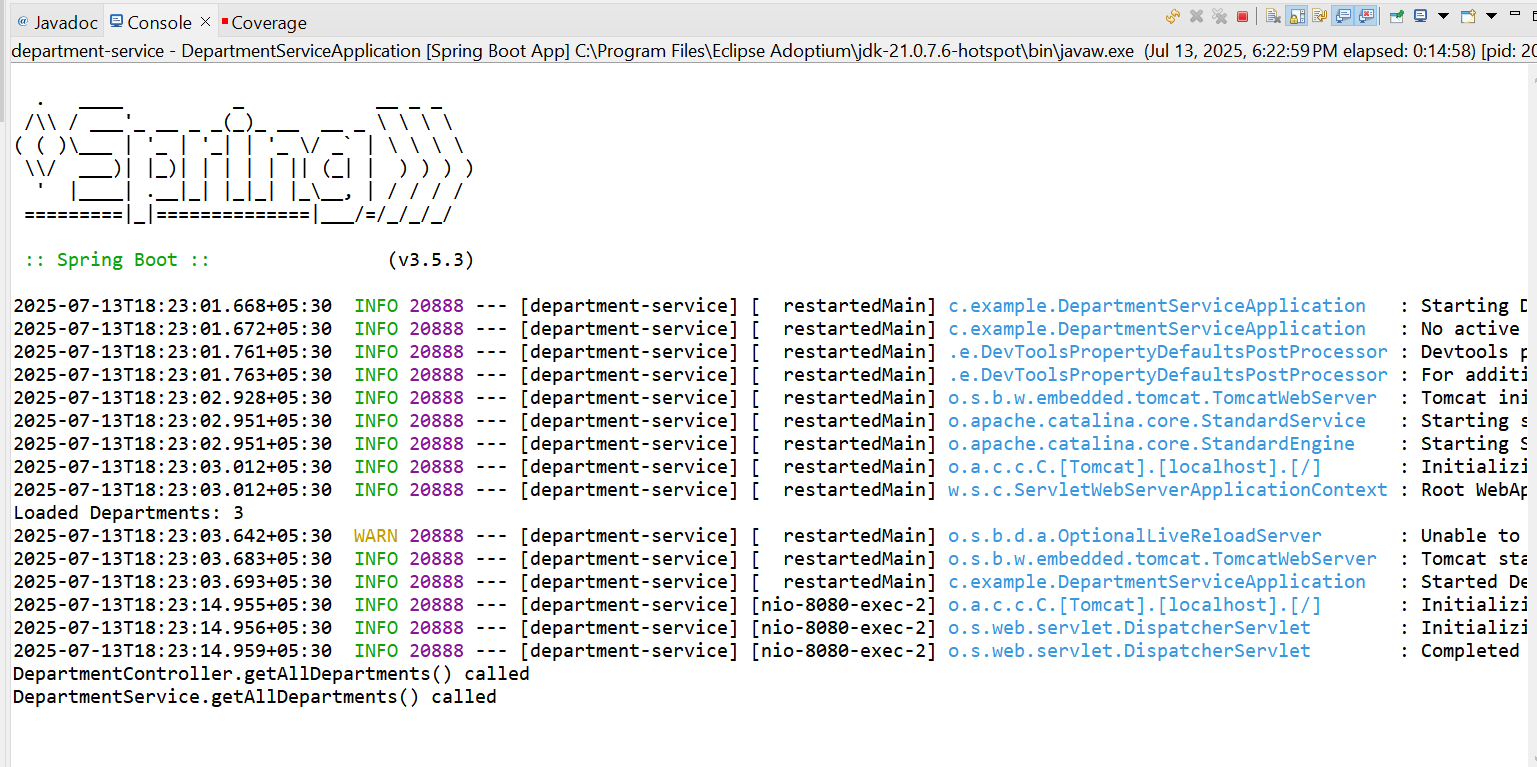 @ Javadoc Console × Coverage
department-service - DepartmentServiceApplication [Spring Boot App] C:\Program Files\Eclipse Adoptium\jdk-21.0.7.6-hotspot\bin\javaw.exe (Jul 13, 2025, 6:22:59 PM elapsed: 0:14:58) [pid: 20
Spring
:: Spring Boot :: (v3.5.3)
2025-07-13T18:23:01.668+05:30 INFO 20888 --- [department-service] [ restartedMain] c.example.DepartmentServiceApplication : Starting D
2025-07-13T18:23:01.672+05:30 INFO 20888 --- [department-service] [ restartedMain] c.example.DepartmentServiceApplication : No active
2025-07-13T18:23:01.761+05:30 INFO 20888 --- [department-service] [ restartedMain] .e.DevToolsPropertyDefaultsPostProcessor : Devtools p
2025-07-13T18:23:01.763+05:30 INFO 20888 --- [department-service] [ restartedMain] .e.DevToolsPropertyDefaultsPostProcessor : For additi
2025-07-13T18:23:02.928+05:30 INFO 20888 --- [department-service] [ restartedMain] o.s.b.w.embedded.tomcat.TomcatWebServer : Tomcat ini
2025-07-13T18:23:02.951+05:30 INFO 20888 --- [department-service] [ restartedMain] o.apache.catalina.core.StandardService : Starting s
2025-07-13T18:23:02.951+05:30 INFO 20888 --- [department-service] [ restartedMain] o.apache.catalina.core.StandardEngine : Starting S
2025-07-13T18:23:03.012+05:30 INFO 20888 --- [department-service] [ restartedMain] o.a.c.c.C.[Tomcat].[localhost].[/] : Initializi
2025-07-13T18:23:03.012+05:30 INFO 20888 --- [department-service] [ restartedMain] w.s.c.ServletWebServerApplicationContext : Root WebAp
Loaded Departments: 3
2025-07-13T18:23:03.642+05:30 WARN 20888 --- [department-service] [ restartedMain] o.s.b.d.a.OptionalLiveReloadServer : Unable to
2025-07-13T18:23:03.683+05:30 INFO 20888 --- [department-service] [ restartedMain] o.s.b.w.embedded.tomcat.TomcatWebServer : Tomcat sta
2025-07-13T18:23:03.693+05:30 INFO 20888 --- [department-service] [ restartedMain] c.example.DepartmentServiceApplication : Started De
2025-07-13T18:23:14.955+05:30 INFO 20888 --- [department-service] [nio-8080-exec-2] o.a.c.c.C.[Tomcat].[localhost].[/] : Initializi
2025-07-13T18:23:14.956+05:30 INFO 20888 --- [department-service] [nio-8080-exec-2] o.s.web.servlet.DispatcherServlet : Initializi
2025-07-13T18:23:14.959+05:30 INFO 20888 --- [department-service] [nio-8080-exec-2] o.s.web.servlet.DispatcherServlet : Completed
DepartmentController.getAllDepartments() called
DepartmentService.getAllDepartments() called